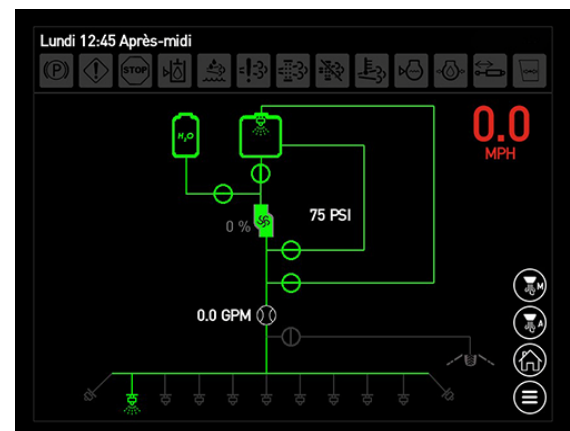 Lundi 12:45 Après-midi
(P)
STOP
H₂O
0.0
MPH
0 %
75 PSI
0.0 GPM
M
A